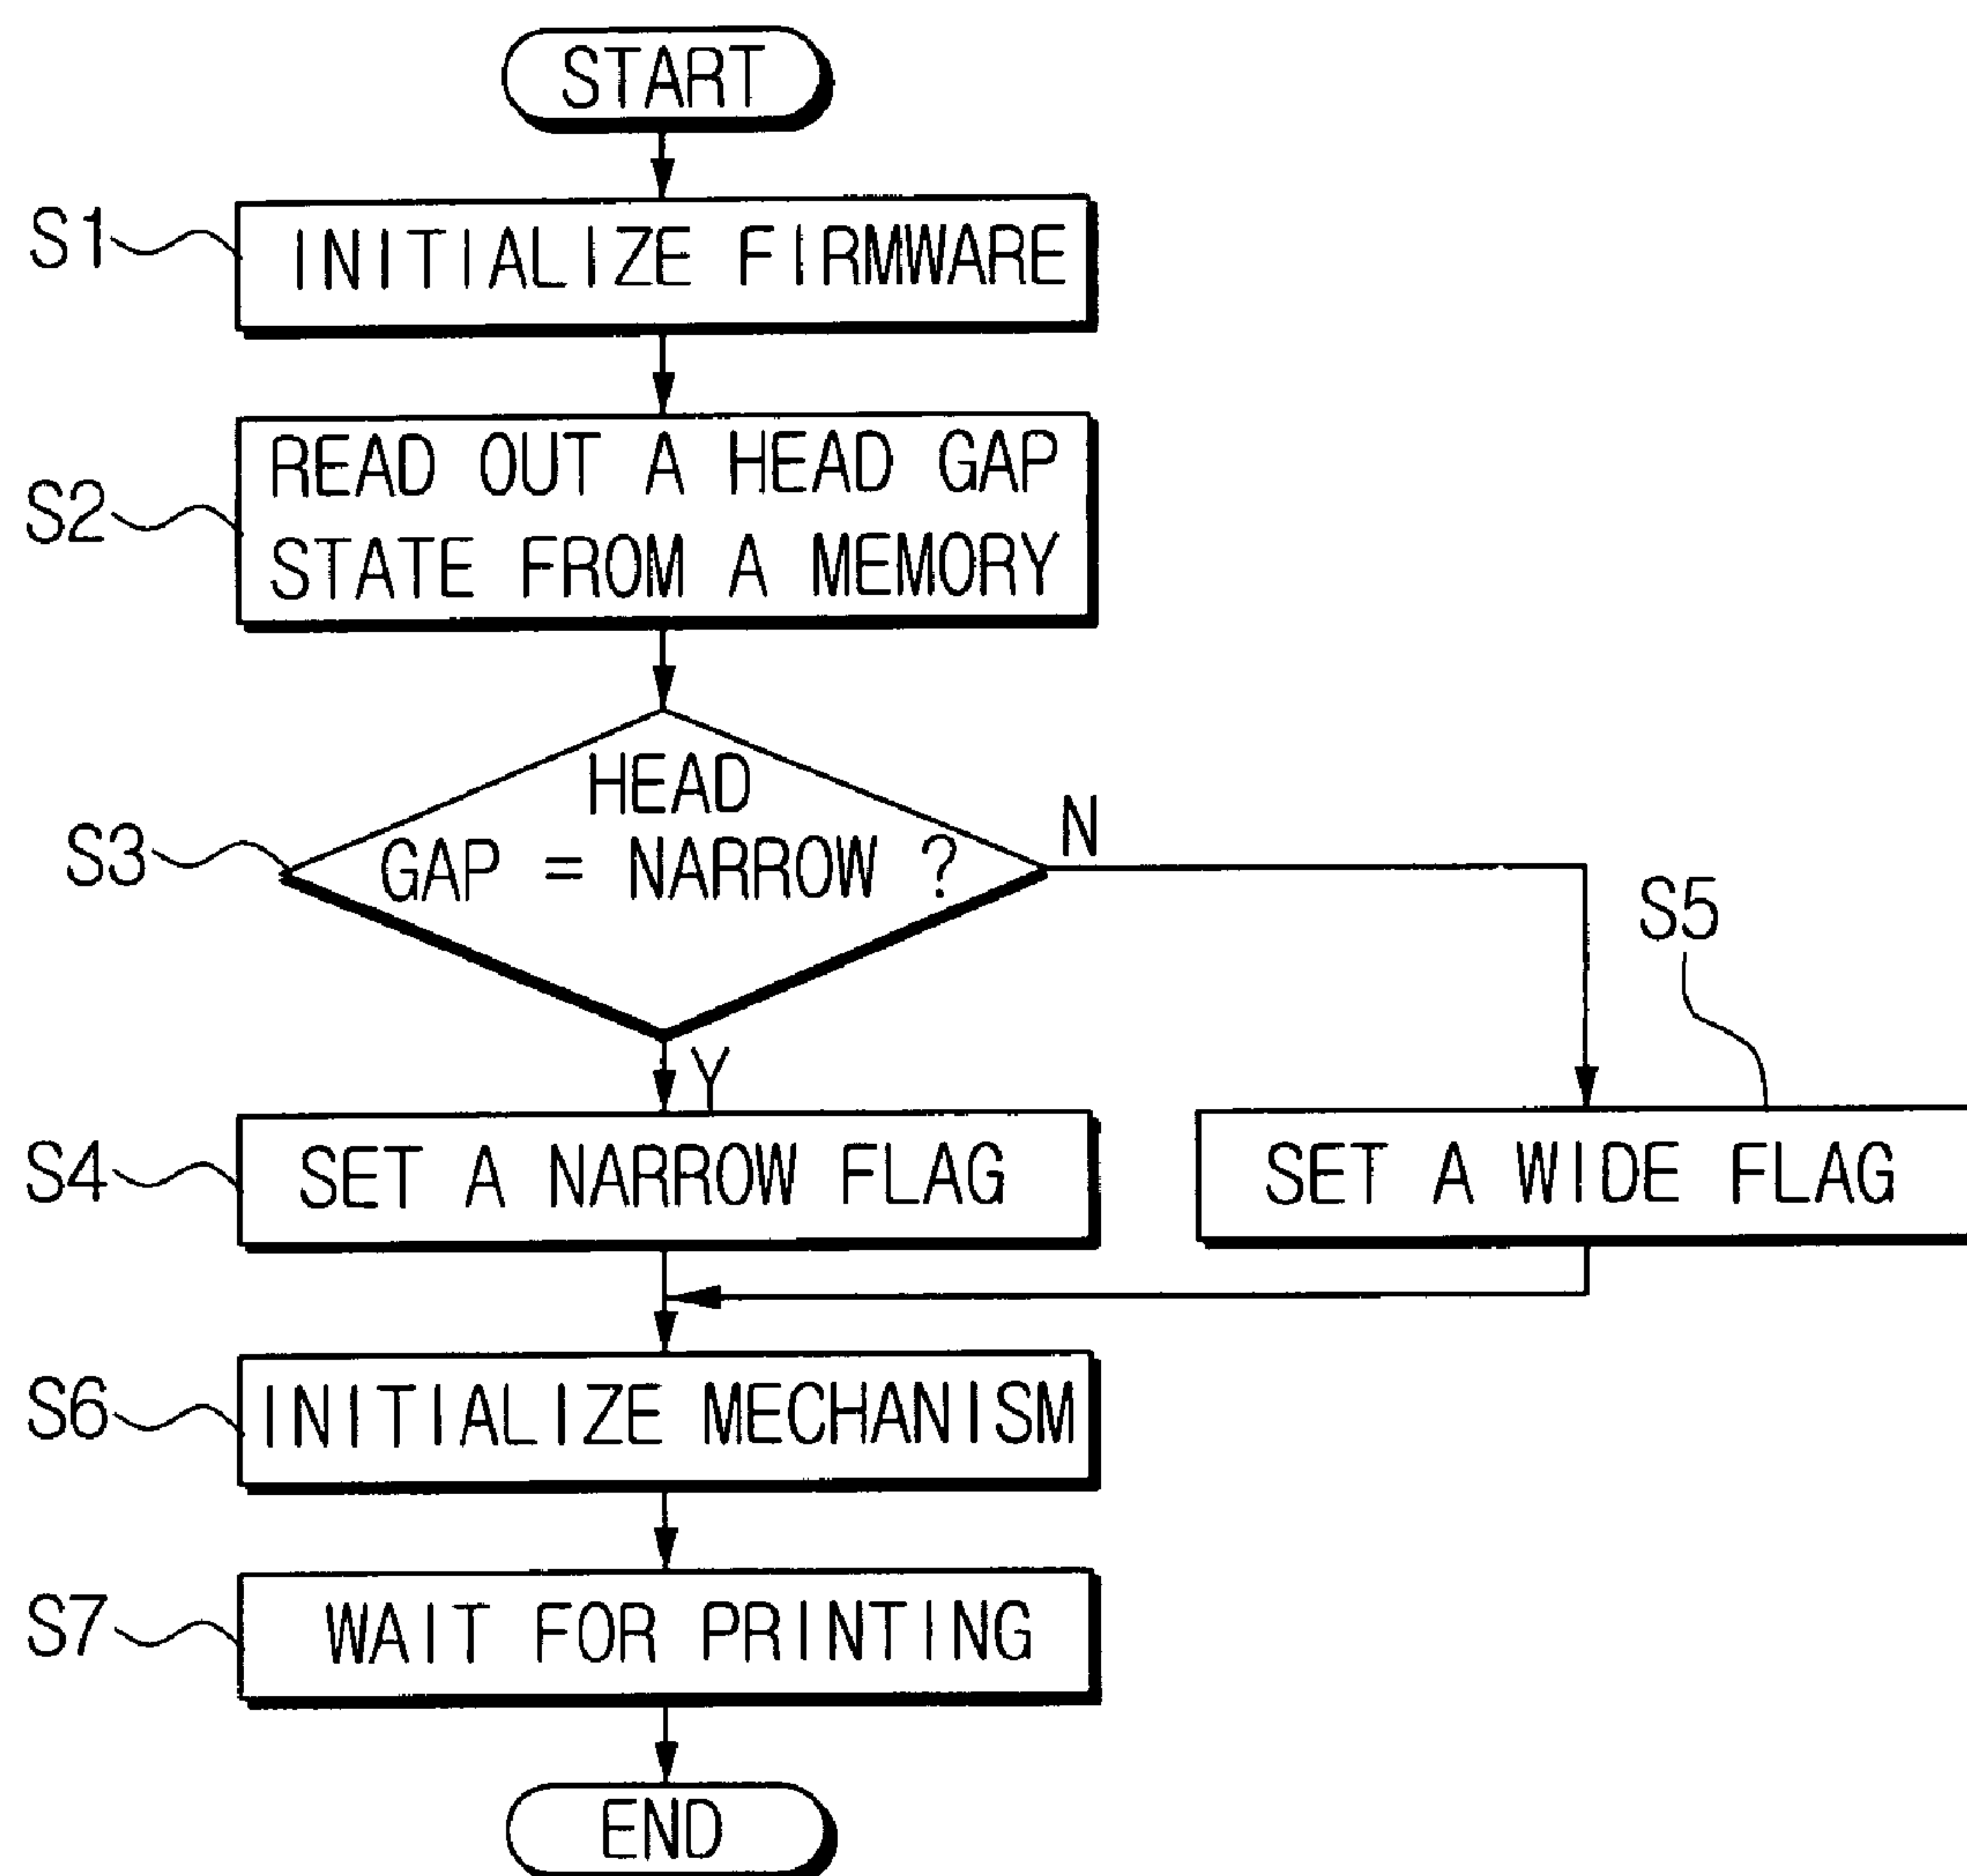 START
S1
INITIALIZE FIRMWARE
S2
READ OUT A HEAD GAP
STATE FROM A MEMORY
S3
HEAD
GAP = NARROW ?
N
Y
S5
S4
SET A NARROW FLAG
SET A WIDE FLAG
S6
INITIALIZE MECHANISM
S7
WAIT FOR PRINTING
END